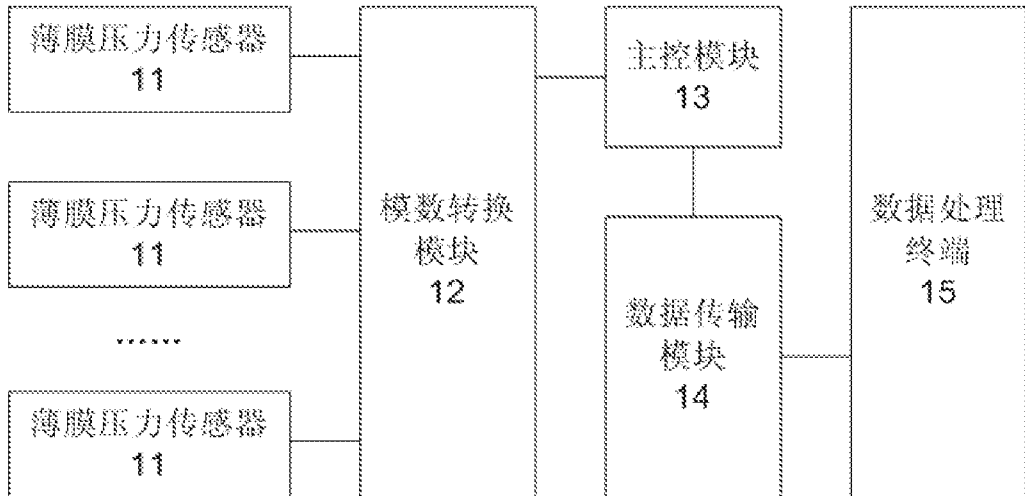 薄膜压力传感器
11
薄膜压力传感器
11
……
薄膜压力传感器
11
模数转换
模块
12
主控模块
13
数据传输
模块
14
数据处理
终端
15